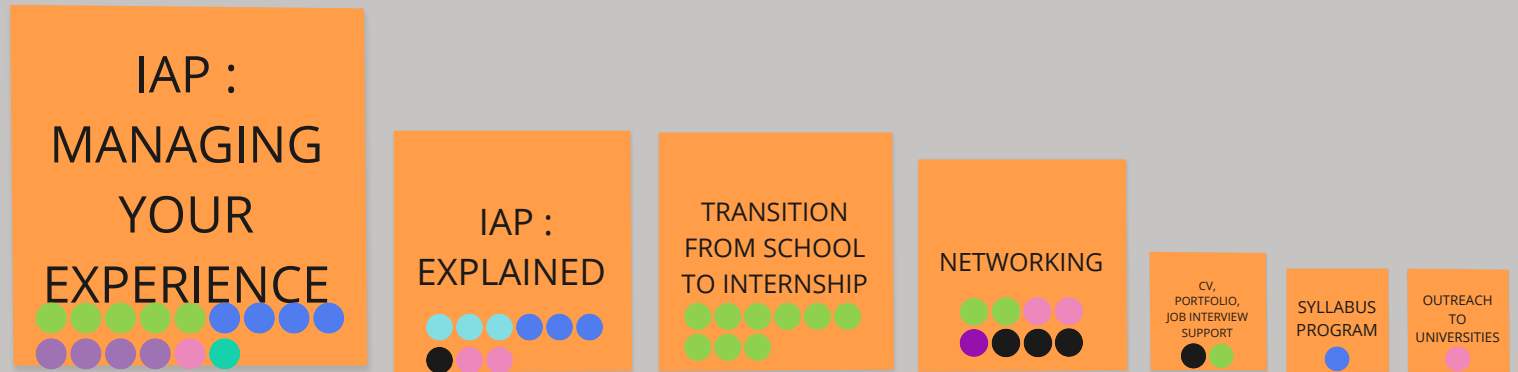 IAP :
MANAGING
YOUR
EXPERIENCE
IAP :
EXPLAINED
TRANSITION
FROM SCHOOL
TO INTERNSHIP
NETWORKING
CV,
PORTFOLIO,
JOB INTERVIEW
SUPPORT
SYLLABUS
PROGRAM
OUTREACH
TO
UNIVERSITIES